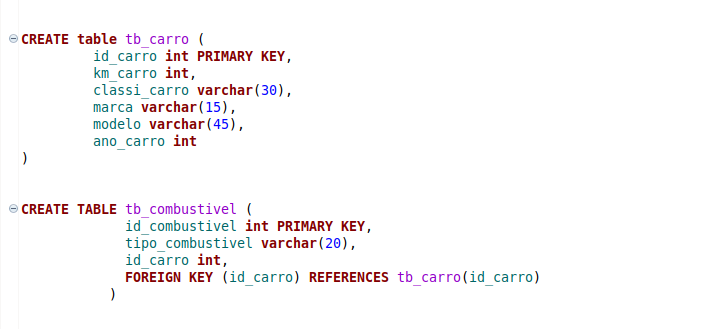 CREATE table tb_carro (
id_carro int PRIMARY KEY,
km_carro int,
classi_carro varchar(30),
marca varchar(15),
modelo varchar(45),
ano_carro int
)
CREATE TABLE tb_combustivel (
id_combustivel int PRIMARY KEY,
tipo_combustivel varchar(20),
id_carro int,
FOREIGN KEY (id_carro) REFERENCES tb_carro(id_carro)
)